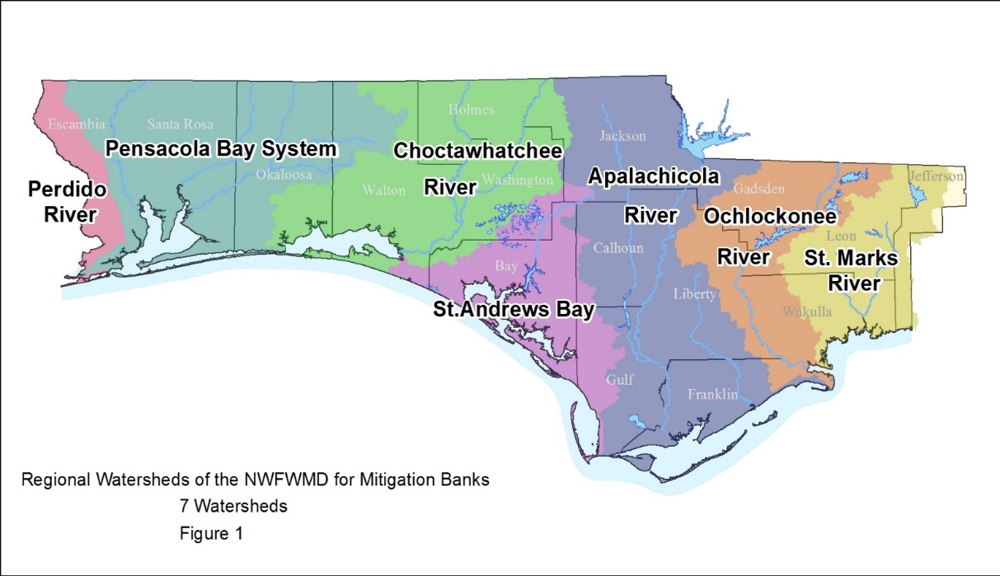 Jefferson
Holmes
Escambia
Santa Rosa
Jackson
Pensacola Bay System
Choctawhatchee
River
Okaloosa
Walton
Washington
Apalachicola
River
Perdido
River
Gadsden
Ochlockonee
River
Leon
Calhoun
St. Marks
River
Bay
Liberty
St.Andrews Bay
Wakulla
Gulf
Franklin
Regional Watersheds of the NWFWMD for Mitigation Banks
7 Watersheds
Figure 1